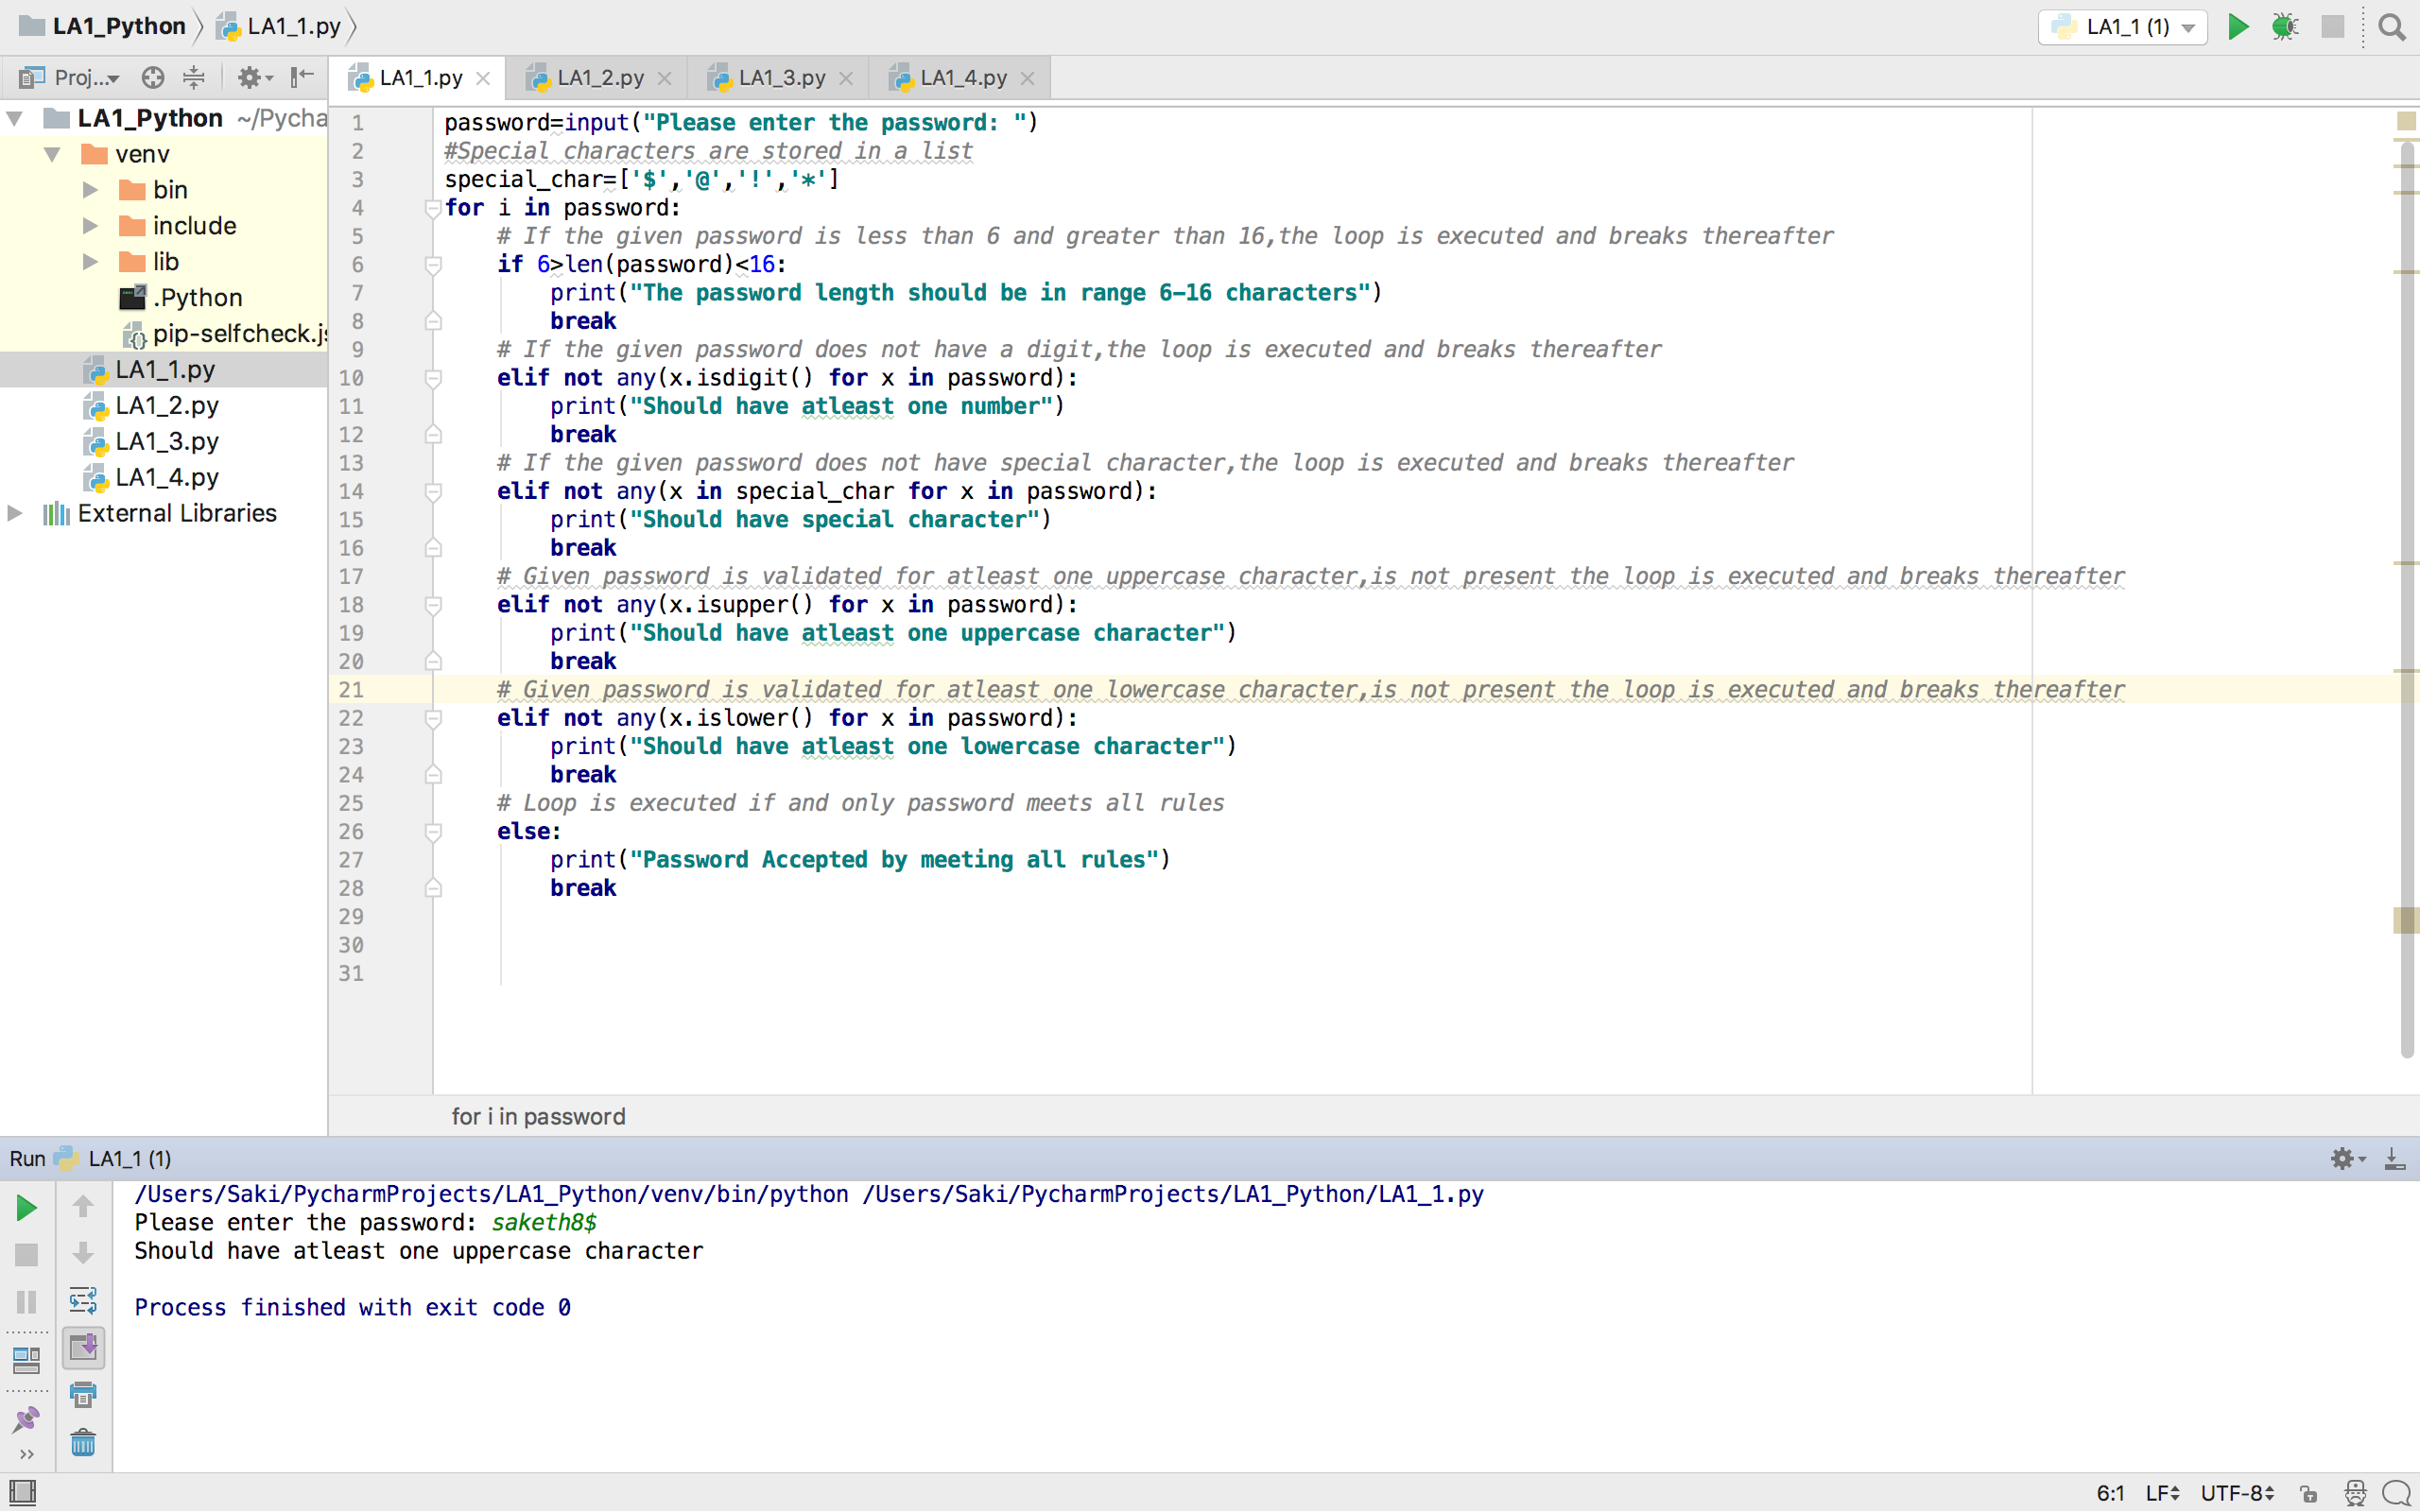 LA1_Python LA1_1.py LA1_1 (1)
Proj... LA1_1.py LA1_2.py LA1_3.py LA1_4.py
LA1_Python ~/Pycha
venv
bin
include
lib
.Python
pip-selfcheck.js
LA1_1.py
LA1_2.py
LA1_3.py
LA1_4.py
External Libraries
1 password=input("Please enter the password: ")
2 #Special characters are stored in a list
3 special_char=['$','@','!','*']
4 for i in password:
5 # If the given password is less than 6 and greater than 16,the loop is executed and breaks thereafter
6 if 6>len(password)<16:
7 print("The password length should be in range 6-16 characters")
8 break
9 # If the given password does not have a digit,the loop is executed and breaks thereafter
10 elif not any(x.isdigit() for x in password):
11 print("Should have atleast one number")
12 break
13 # If the given password does not have special character,the loop is executed and breaks thereafter
14 elif not any(x in special_char for x in password):
15 print("Should have special character")
16 break
17 # Given password is validated for atleast one uppercase character,is not present the loop is executed and breaks thereafter
18 elif not any(x.isupper() for x in password):
19 print("Should have atleast one uppercase character")
20 break
21 # Given password is validated for atleast one lowercase character,is not present the loop is executed and breaks thereafter
22 elif not any(x.islower() for x in password):
23 print("Should have atleast one lowercase character")
24 break
25 # Loop is executed if and only password meets all rules
26 else:
27 print("Password Accepted by meeting all rules")
28 break
29
30
31
for i in password
Run LA1_1 (1)
/Users/Saki/PycharmProjects/LA1_Python/venv/bin/python /Users/Saki/PycharmProjects/LA1_Python/LA1_1.py
Please enter the password: saketh8$
Should have atleast one uppercase character
Process finished with exit code 0
6:1 LF UTF-8